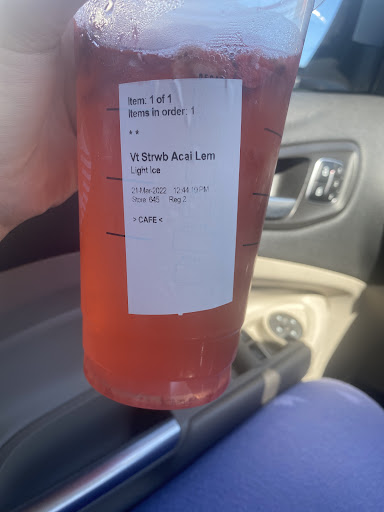 Item: 1 of 1
Items in order: 1
* *
Vt Strwb Acai Lem
Light Ice
21-Mar-2022 12:44:19 PM
Store: 645 Reg 2
> CAFE <